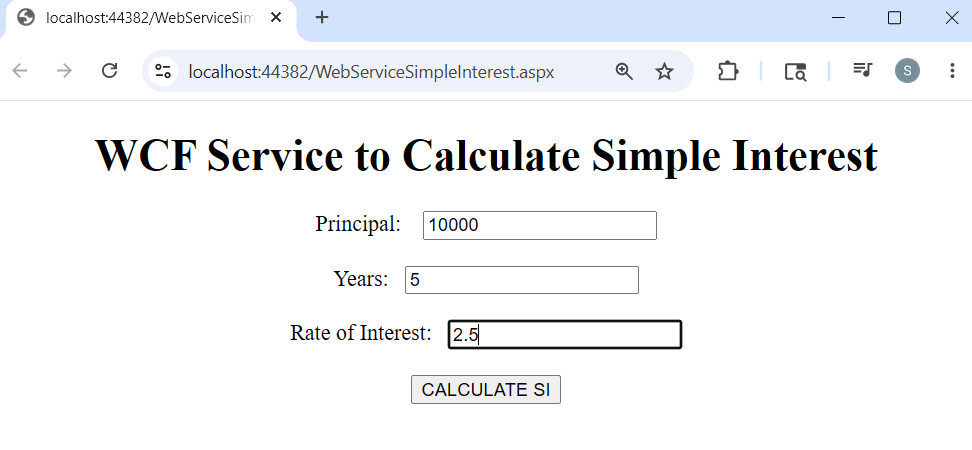 localhost:44382/WebServiceSim
localhost:44382/WebServiceSimpleInterest.aspx
S
WCF Service to Calculate Simple Interest
Principal: 10000
Years: 5
Rate of Interest: 2.5
CALCULATE SI